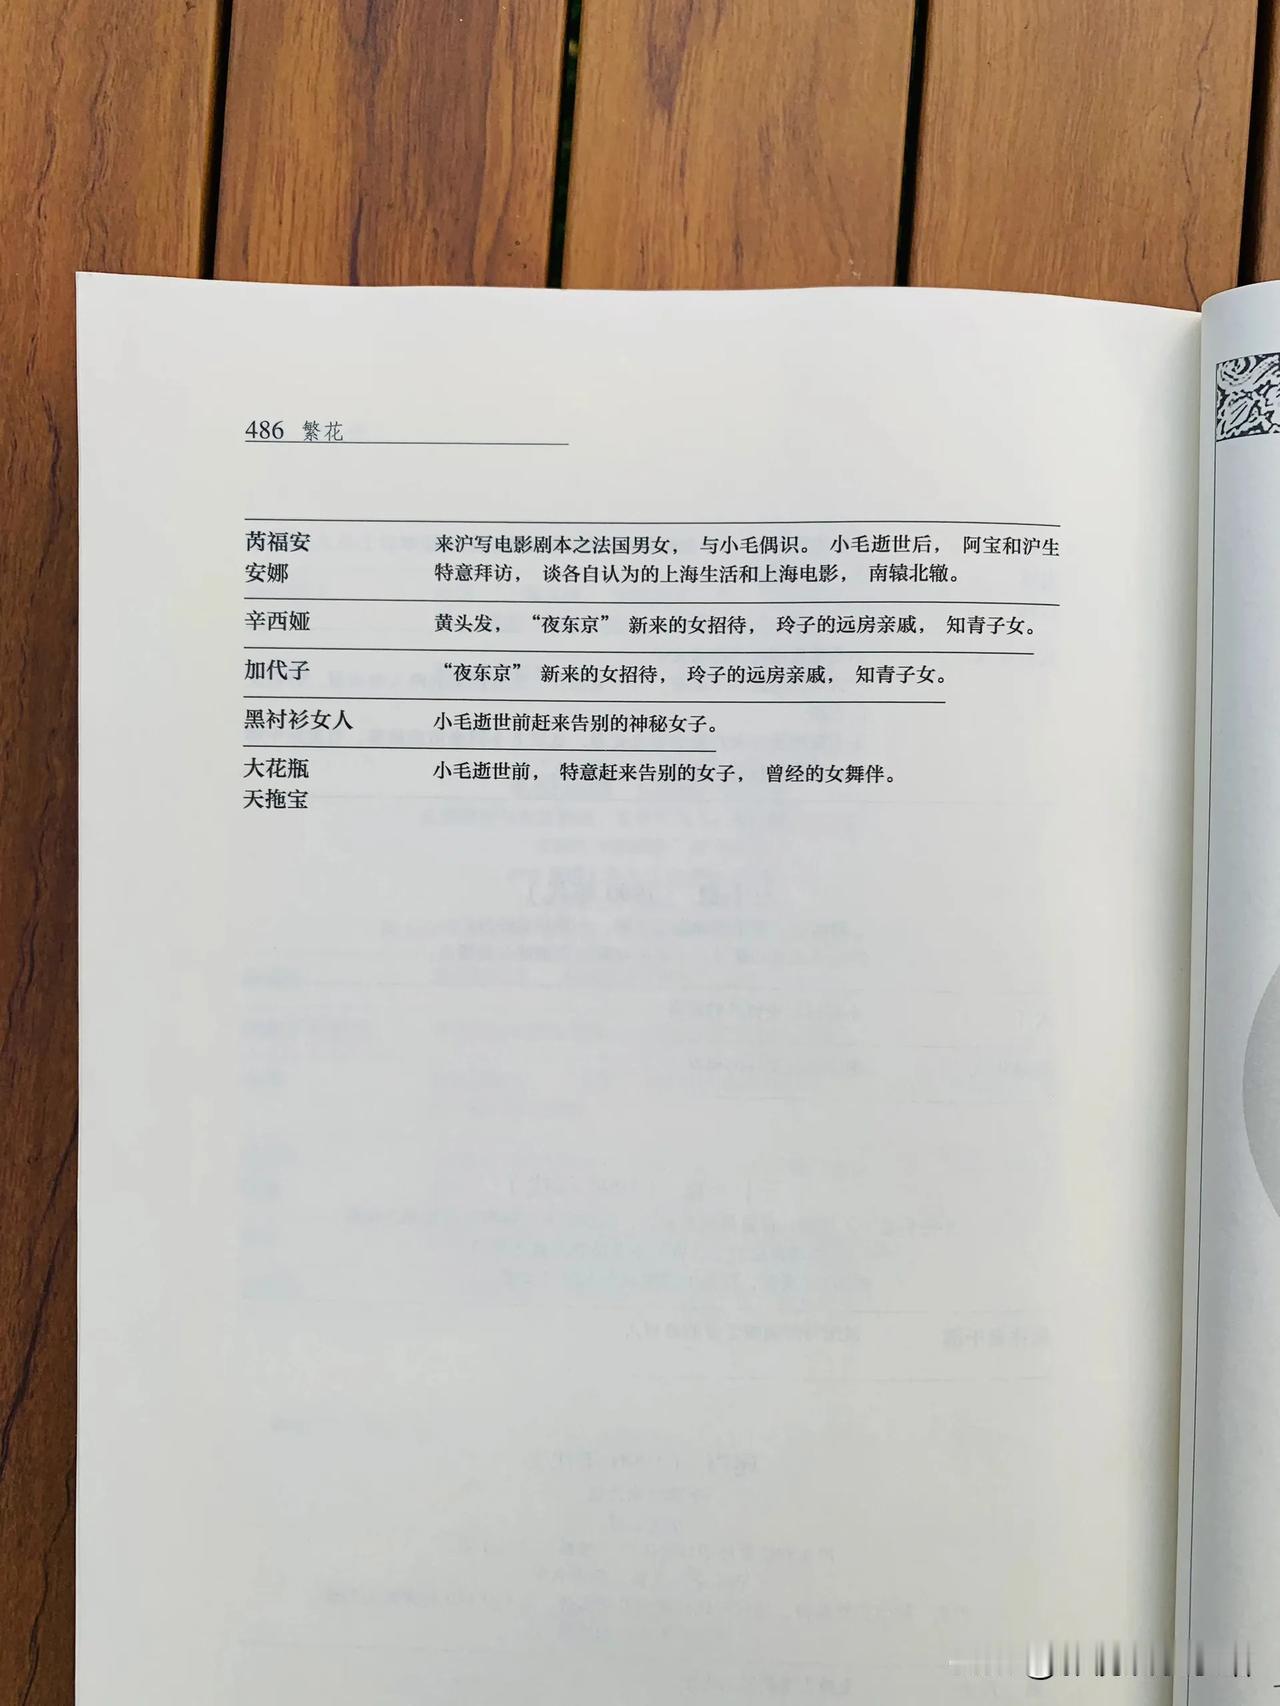 486 繁花
芮福安 来沪写电影剧本之法国男女，与小毛偶识。小毛逝世后，阿宝和沪生
安娜 特意拜访，谈各自认为的上海生活和上海电影，南辕北辙。
辛西娅 黄头发，“夜东京”新来的女招待，玲子的远房亲戚，知青子女。
加代子 “夜东京”新来的女招待，玲子的远房亲戚，知青子女。
黑衬衫女人 小毛逝世前赶来告别的神秘女子。
大花瓶 小毛逝世前，特意赶来告别的女子，曾经的女舞伴。
天拖宝